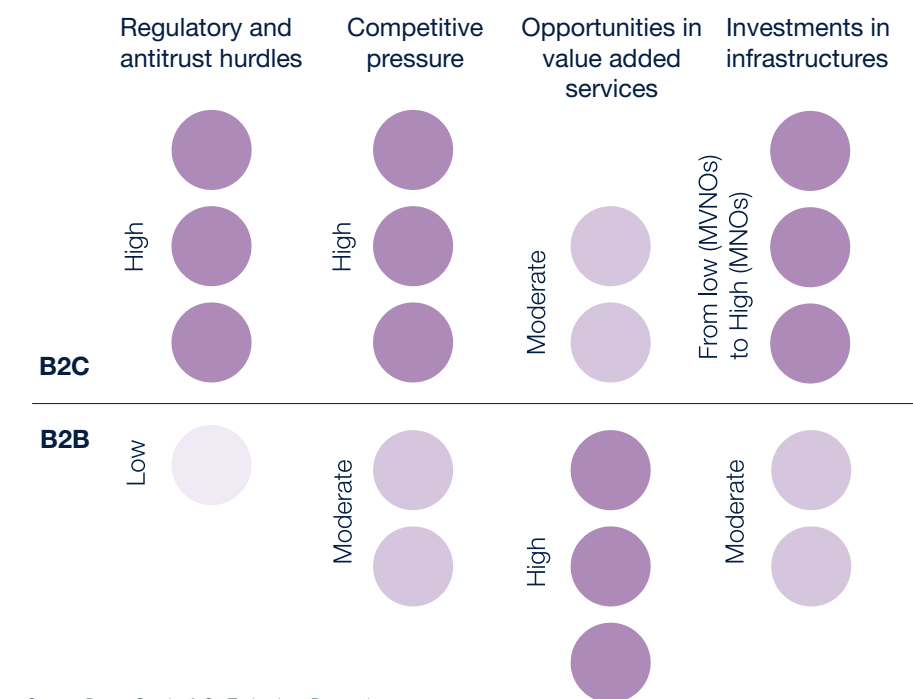 Regulatory and
antitrust hurdles
Competitive
pressure
Opportunities in
value added
services
Investments in
infrastructures
High
High
Moderate
From low (MVNOs)
to High (MNOs)
B2C
B2B
Low
Moderate
High
Moderate